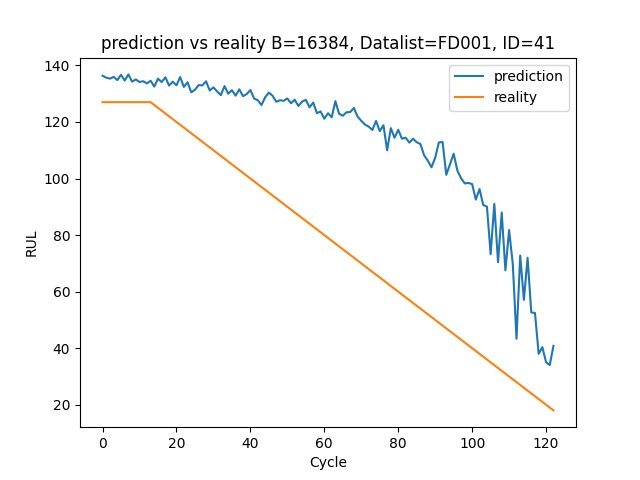 prediction vs reality B=16384, Datalist=FD001, ID=41
140
120
100
80
60
40
20
RUL
prediction
reality
0 20 40 60 80 100 120
Cycle